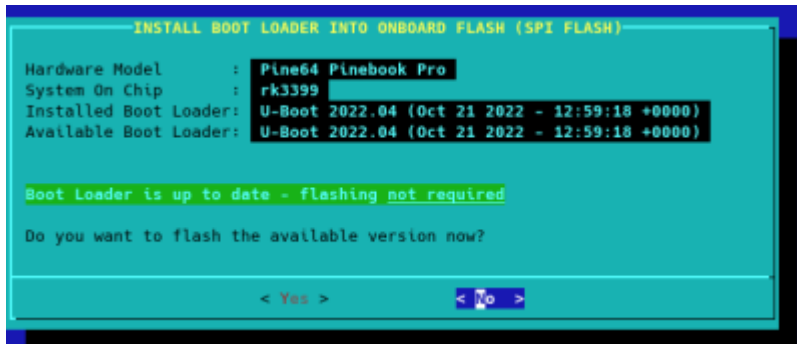 INSTALL BOOT LOADER INTO ONBOARD FLASH (SPI FLASH)
Hardware Model : Pine64 Pinebook Pro
System On Chip : rk3399
Installed Boot Loader: U-Boot 2022.04 (Oct 21 2022 - 12:59:18 +0000)
Available Boot Loader: U-Boot 2022.04 (Oct 21 2022 - 12:59:18 +0000)
Boot Loader is up to date - flashing not required
Do you want to flash the available version now?
< Yes > < No >